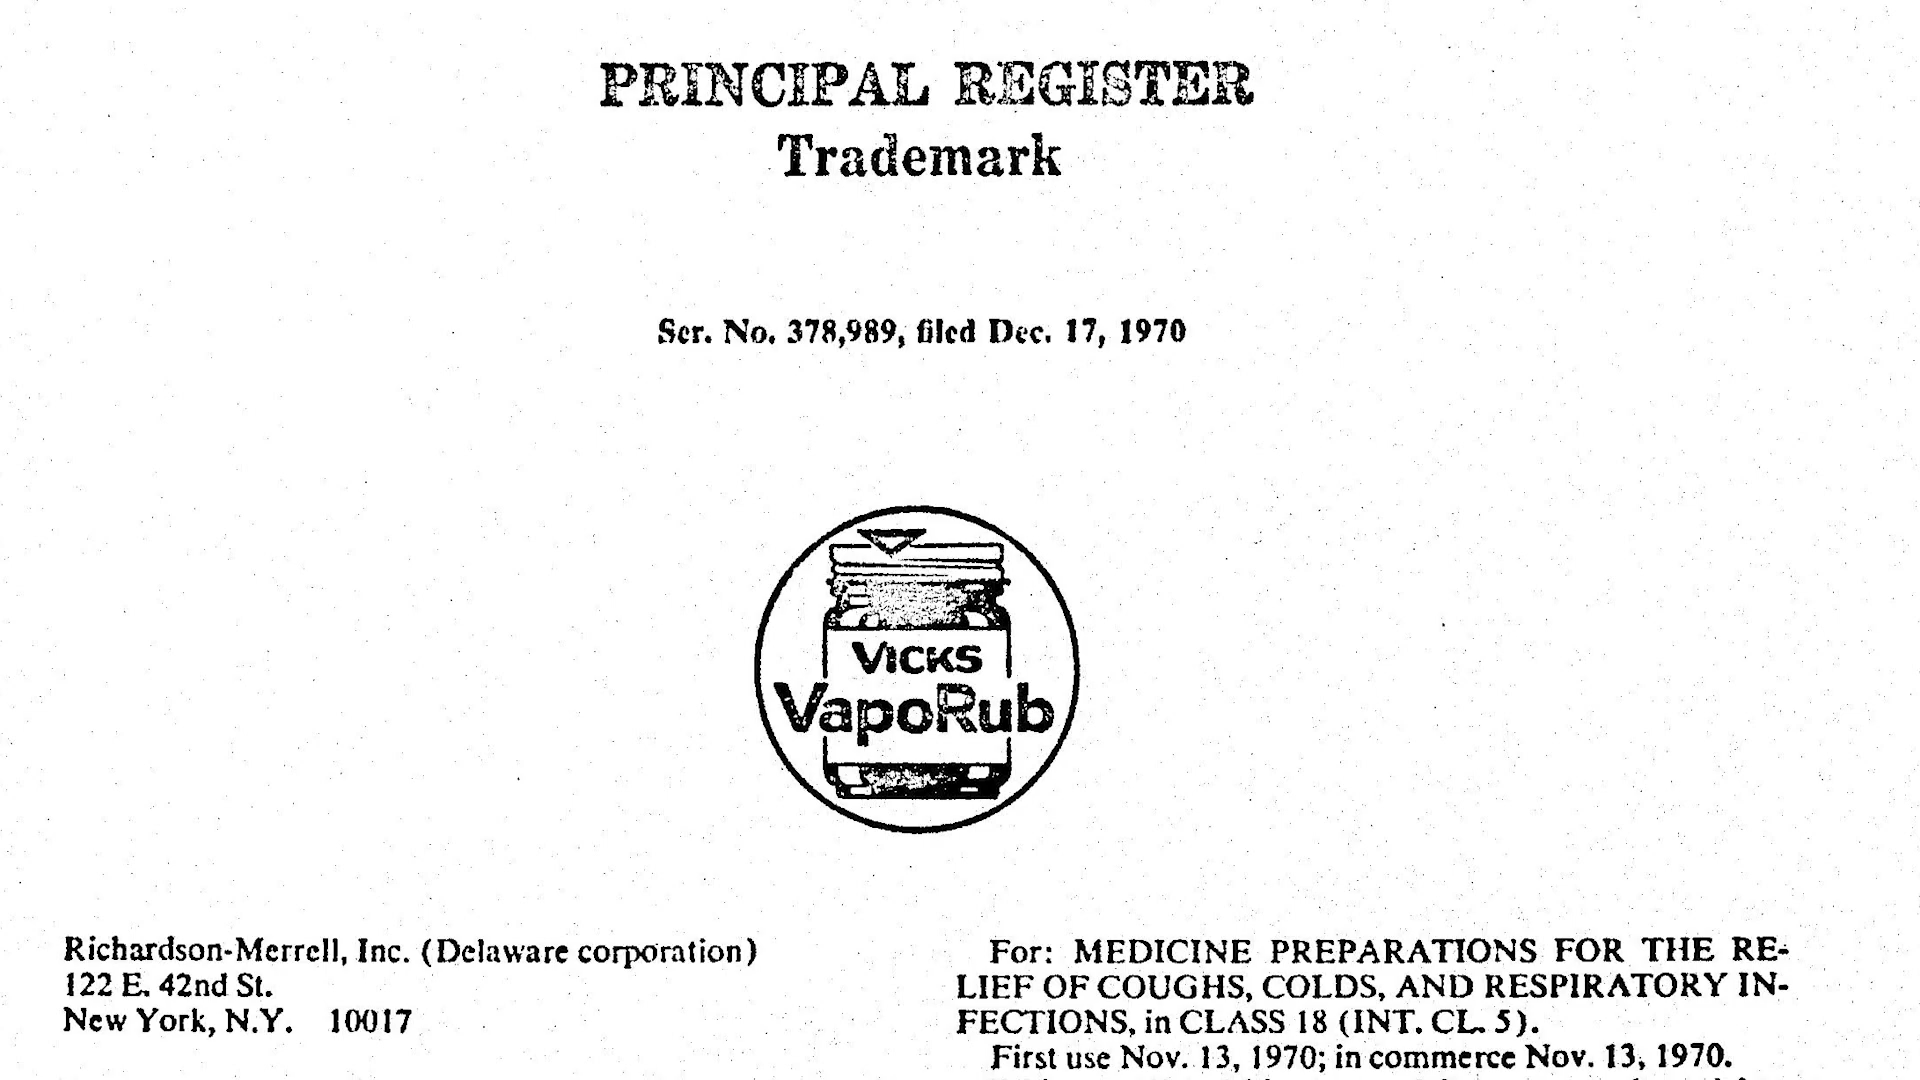 PRINCIPAL REGISTER
Trademark
Ser. No. 378,989, filed Dec. 17, 1970
VICKS
VapoRub
Richardson-Merrell, Inc. (Delaware corporation)
122 E. 42nd St.
New York, N.Y. 10017
For: MEDICINE PREPARATIONS FOR THE RE-
LIEF OF COUGHS, COLDS, AND RESPIRATORY IN-
FECTIONS, in CLASS 18 (INT. CL. 5).
First use Nov. 13, 1970; in commerce Nov. 13, 1970.